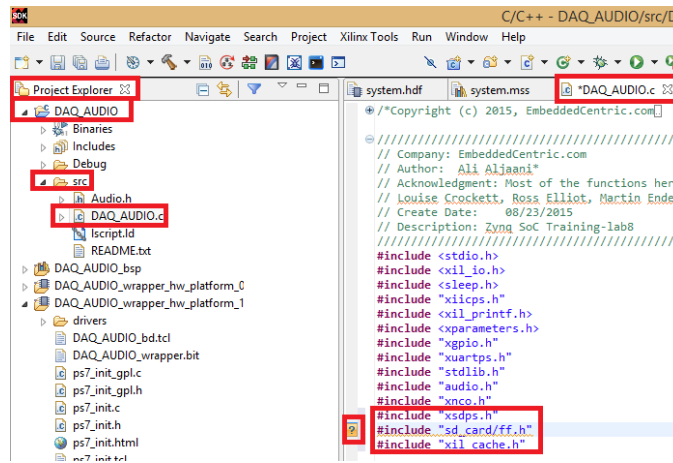 SDK
C/C++ - DAQ_AUDIO/src/D
File Edit Source Refactor Navigate Search Project Xilinx Tools Run Window Help
Project Explorer
system.hdf
system.mss
*DAQ_AUDIO.c
DAQ_AUDIO
Binaries
Includes
Debug
src
Audio.h
DAQ_AUDIO.c
lscript.ld
README.txt
DAQ_AUDIO_bsp
DAQ_AUDIO_wrapper_hw_platform_0
DAQ_AUDIO_wrapper_hw_platform_1
drivers
DAQ_AUDIO_bd.tcl
DAQ_AUDIO_wrapper.bit
ps7_init_gpl.c
ps7_init_gpl.h
ps7_init.c
ps7_init.h
ps7_init.html
ps7_init.tcl
/*Copyright (c) 2015, EmbeddedCentric.com
////////////////////////////////////////////
// Company: EmbeddedCentric.com
// Author: Ali Aljaani*
// Acknowledgment: Most of the functions her
// Louise Crockett, Ross Elliot, Martin Ende
// Create Date: 08/23/2015
// Description: Zynq SoC Training-lab8
////////////////////////////////////////////
#include <stdio.h>
#include <xil_io.h>
#include <sleep.h>
#include "xiicps.h"
#include <xil_printf.h>
#include <xparameters.h>
#include "xgpio.h"
#include "xuartps.h"
#include "stdlib.h"
#include "audio.h"
#include "xnco.h"
#include "xsdps.h"
#include "sd_card/ff.h"
#include "xil_cache.h"